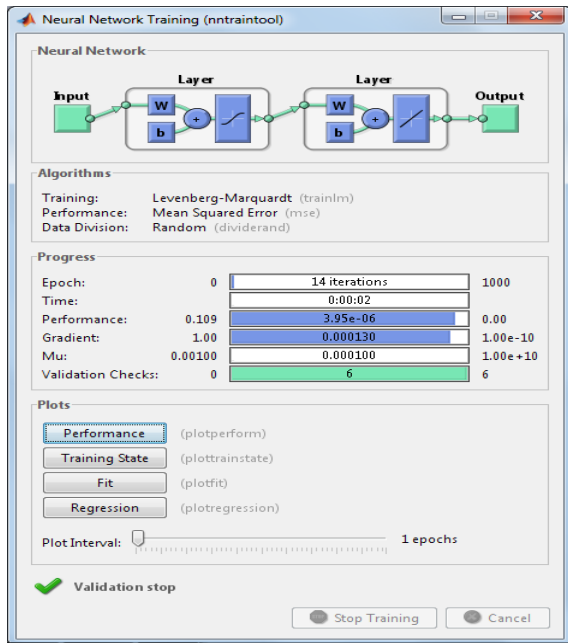 Neural Network Training (nntraintool)
Neural Network
Layer Layer
Input Output
W W
+ +
b b
Algorithms
Training: Levenberg-Marquardt (trainlm)
Performance: Mean Squared Error (mse)
Data Division: Random (dividerand)
Progress
Epoch: 0 14 iterations 1000
Time: 0:00:02
Performance: 0.109 3.95e-06 0.00
Gradient: 1.00 0.000130 1.00e-10
Mu: 0.00100 0.000100 1.00e+10
Validation Checks: 0 6 6
Plots
Performance (plotperform)
Training State (plottrainstate)
Fit (plotfit)
Regression (plotregression)
Plot Interval: 1 epochs
Validation stop
Stop Training Cancel